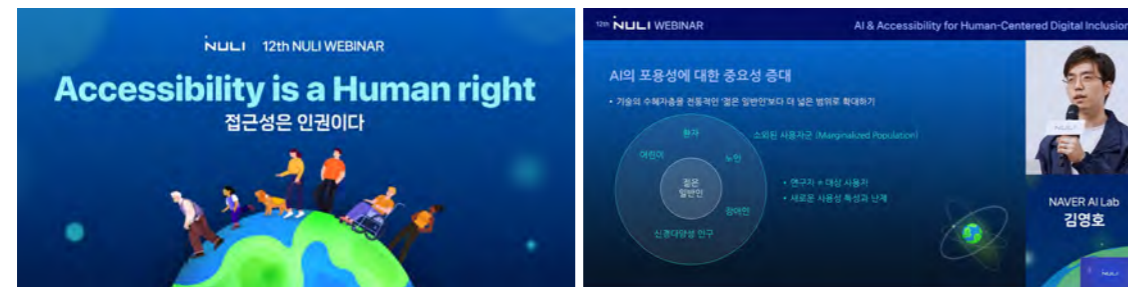 NULI 12th NULI WEBINAR
Accessibility is a Human right
접근성은 인권이다
12th NULI WEBINAR
AI & Accessibility for Human-Centered Digital Inclusion
AI의 포용성에 대한 중요성 증대
• 기술의 수혜자층을 전통적인 '젊은 일반인'보다 더 넓은 범위로 확대하기
환자
소외된 사용자군 (Marginalized Population)
어린이
노인
젊은
일반인
• 연구자 ≠ 대상 사용자
• 새로운 사용성 특성과 난제
장애인
신경다양성 인구
NULI
NAVER AI Lab
김영호
NULI